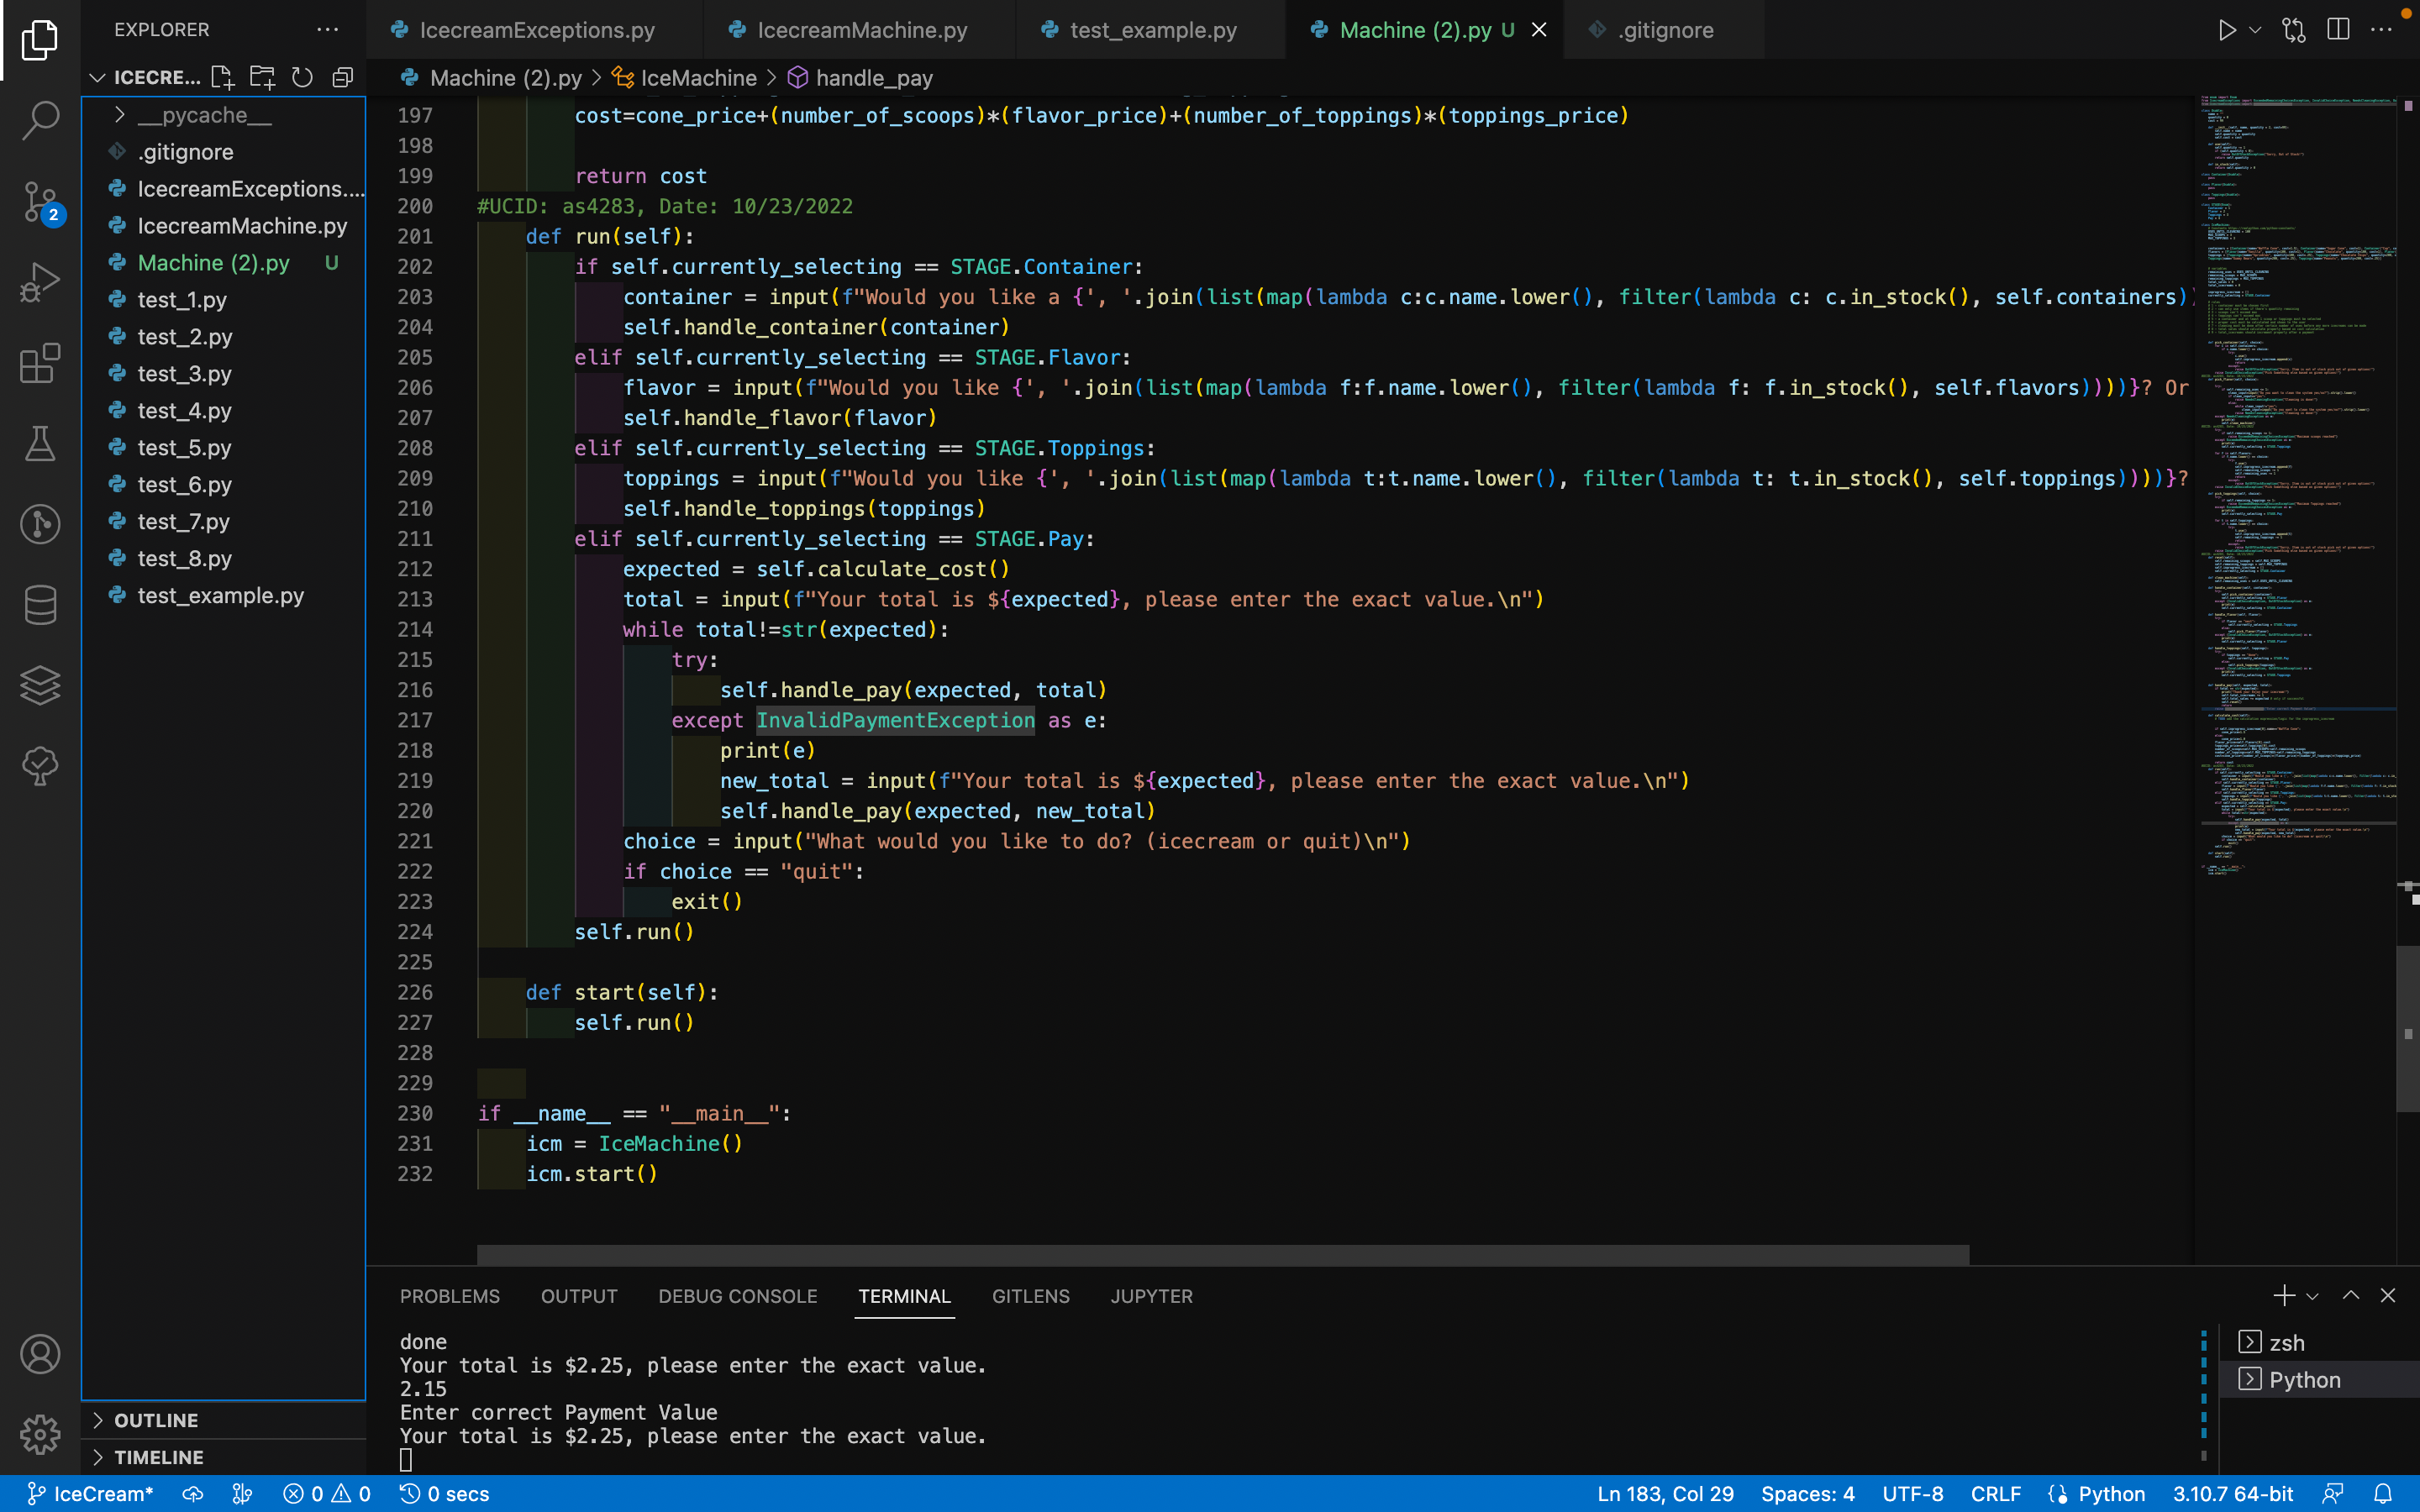 EXPLORER
IcecreamExceptions.py
IcecreamMachine.py
test_example.py
Machine (2).py U
.gitignore
ICECRE...
Machine (2).py > IceMachine > handle_pay
__pycache__
.gitignore
IcecreamExceptions....
IcecreamMachine.py
Machine (2).py U
test_1.py
test_2.py
test_3.py
test_4.py
test_5.py
test_6.py
test_7.py
test_8.py
test_example.py
2
OUTLINE
TIMELINE
197 cost=cone_price+(number_of_scoops)*(flavor_price)+(number_of_toppings)*(toppings_price)
198
199 return cost
200 #UCID: as4283, Date: 10/23/2022
201 def run(self):
202 if self.currently_selecting == STAGE.Container:
203 container = input(f"Would you like a {', '.join(list(map(lambda c:c.name.lower(), filter(lambda c: c.in_stock(), self.containers)
204 self.handle_container(container)
205 elif self.currently_selecting == STAGE.Flavor:
206 flavor = input(f"Would you like {', '.join(list(map(lambda f:f.name.lower(), filter(lambda f: f.in_stock(), self.flavors))))}? Or
207 self.handle_flavor(flavor)
208 elif self.currently_selecting == STAGE.Toppings:
209 toppings = input(f"Would you like {', '.join(list(map(lambda t:t.name.lower(), filter(lambda t: t.in_stock(), self.toppings))))}?
210 self.handle_toppings(toppings)
211 elif self.currently_selecting == STAGE.Pay:
212 expected = self.calculate_cost()
213 total = input(f"Your total is ${expected}, please enter the exact value.\n")
214 while total!=str(expected):
215 try:
216 self.handle_pay(expected, total)
217 except InvalidPaymentException as e:
218 print(e)
219 new_total = input(f"Your total is ${expected}, please enter the exact value.\n")
220 self.handle_pay(expected, new_total)
221 choice = input("What would you like to do? (icecream or quit)\n")
222 if choice == "quit":
223 exit()
224 self.run()
225
226 def start(self):
227 self.run()
228
229
230 if __name__ == "__main__":
231 icm = IceMachine()
232 icm.start()
PROBLEMS OUTPUT DEBUG CONSOLE TERMINAL GITLENS JUPYTER
done
Your total is $2.25, please enter the exact value.
2.15
Enter correct Payment Value
Your total is $2.25, please enter the exact value.
zsh
Python
IceCream* 0 0 0 secs Ln 183, Col 29 Spaces: 4 UTF-8 CRLF Python 3.10.7 64-bit